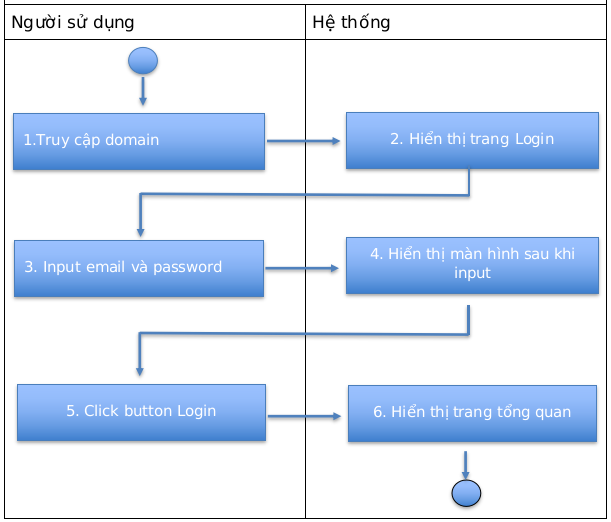 Người sử dụng
Hệ thống
1.Truy cập domain
2. Hiển thị trang Login
3. Input email và password
4. Hiển thị màn hình sau khi
input
5. Click button Login
6. Hiển thị trang tổng quan